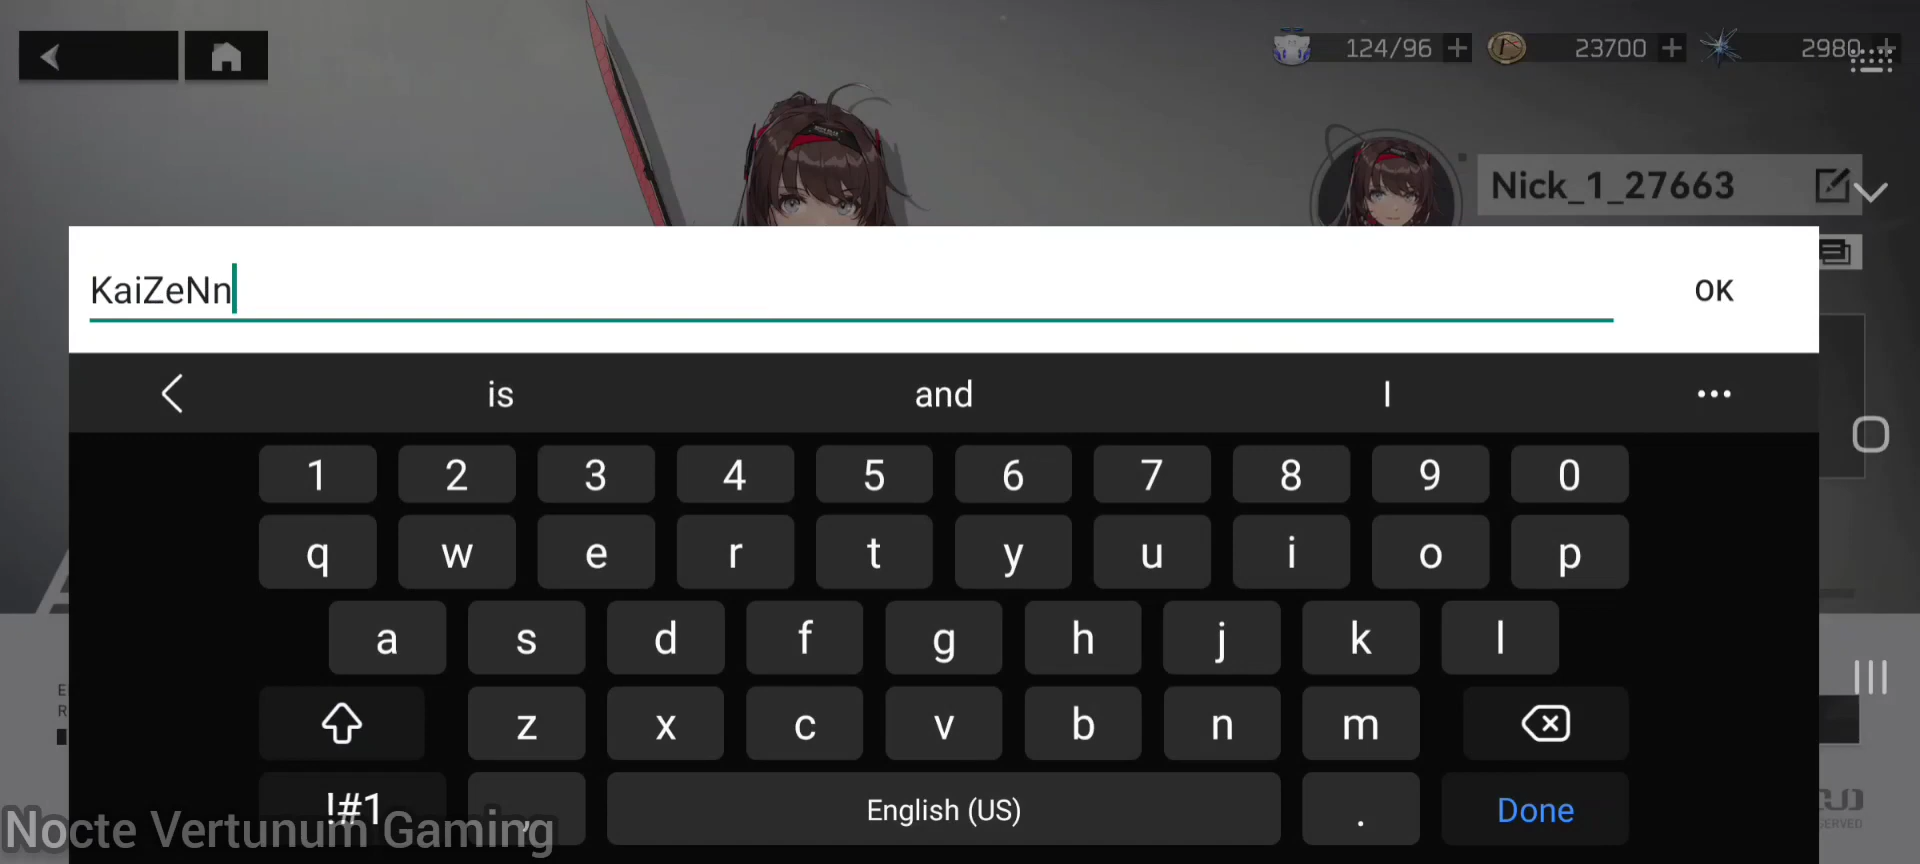 124/96 +
23700 +
2980 +
Nick_1_27663
KaiZeNn
OK
is and I ...
1 2 3 4 5 6 7 8 9 0
q w e r t y u i o p
a s d f g h j k l
z x c v b n m
!#1 , English (US) . Done
Nocte Vertunum Gaming